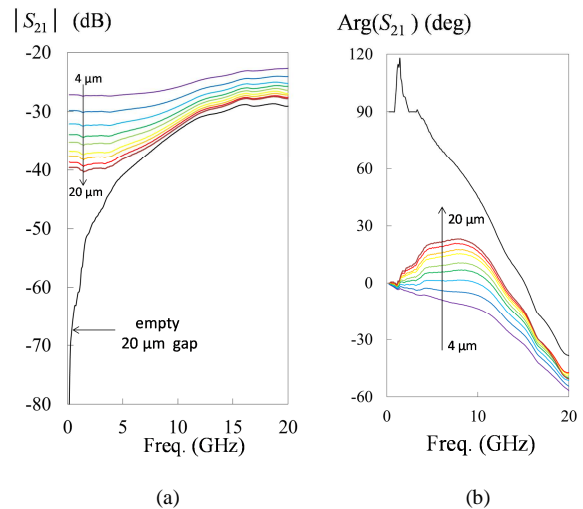 |S21| (dB)
-20
-30
-40
-50
-60
-70
-80
4 µm
20 µm
empty
20 µm gap
0 5 10 15 20
Freq. (GHz)
(a)
Arg(S21) (deg)
120
90
60
30
0
-30
-60
20 µm
4 µm
0 10 20
Freq. (GHz)
(b)